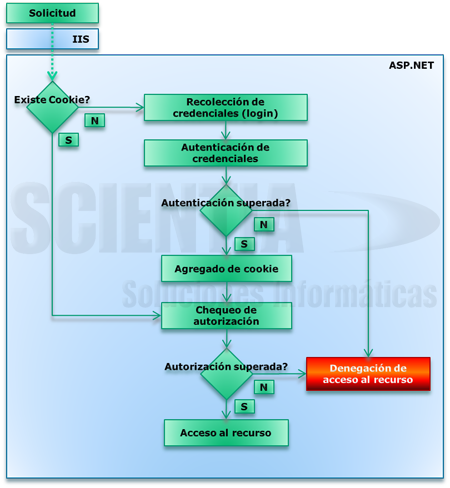 Solicitud
IIS
ASP.NET
Existe Cookie?
N
S
Recolección de
credenciales (login)
Autenticación de
credenciales
Autenticación superada?
N
S
SCIENTIA
Soluciones Informáticas
Agregado de cookie
Chequeo de
autorización
Autorización superada?
N
S
Denegación de
acceso al recurso
Acceso al recurso